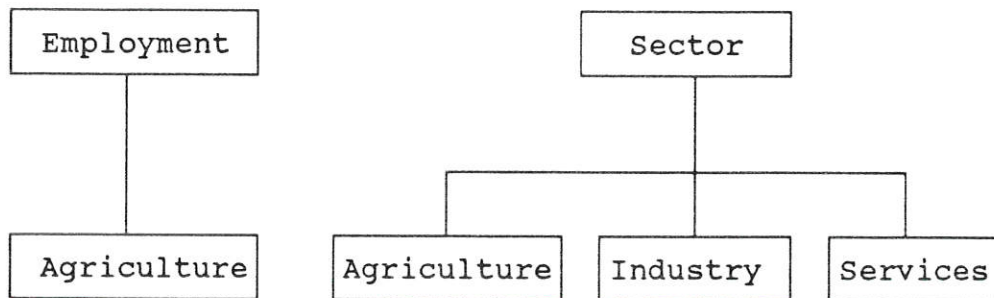 Employment
Sector
Agriculture
Agriculture
Industry
Services